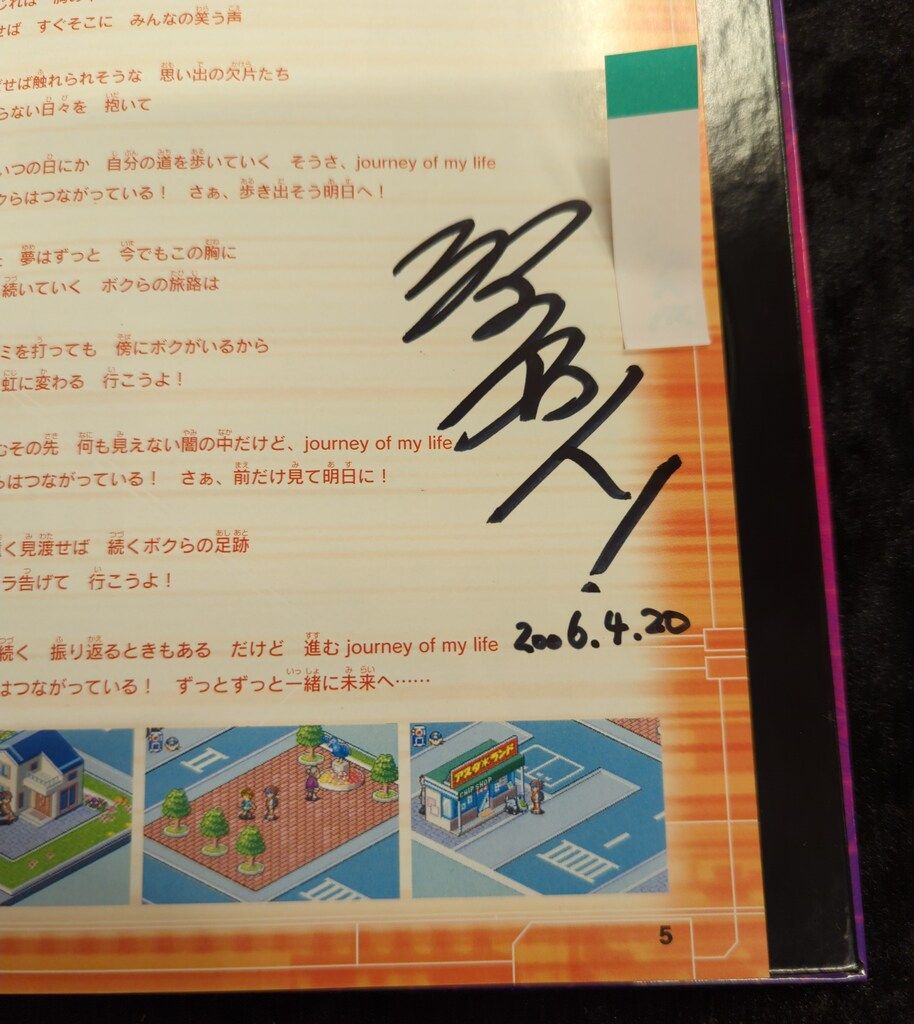 せば すぐそこに みんなの笑う声
せば触れられそうな 思い出の欠片たち
らない日々を 抱いて
いつの日にか 自分の道を歩いていく そうさ、journey of my life
クらはつながっている！ さぁ、歩き出そう明日へ！
夢はずっと 今でもこの胸に
続いていく ボクらの旅路は
ミを打っても 傍にボクがいるから
虹に変わる 行こうよ！
むその先 何も見えない闇の中だけど、journey of my life
らはつながっている！ さぁ、前だけ見て明日に！
く見渡せば 続くボクらの足跡
ラ告げて 行こうよ！
続く 振り返るときもある だけど 進む journey of my life
はつながっている！ ずっとずっと一緒に未来へ……
2006.4.20
アスタ＊ランド
CHIP SHOP
5